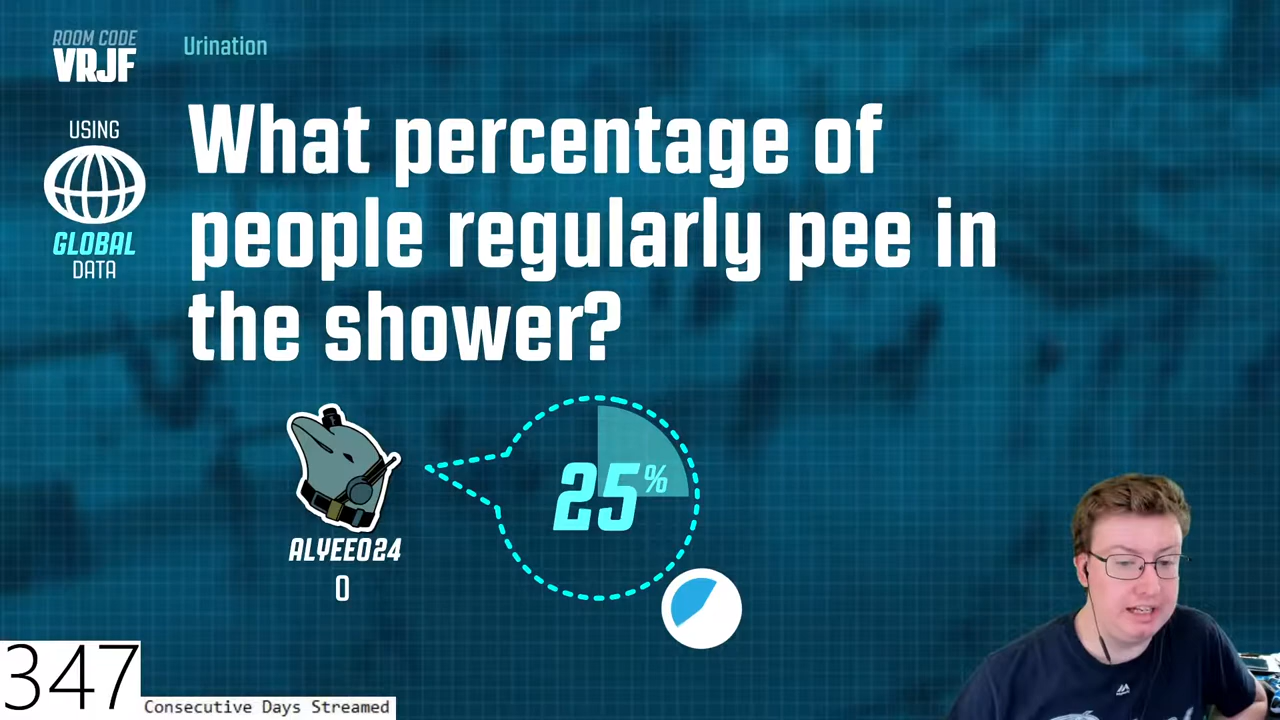 ROOM CODE
VRJF
Urination
USING
GLOBAL
DATA
What percentage of
people regularly pee in
the shower?
25%
ALYEEO24
0
347
Consecutive Days Streamed